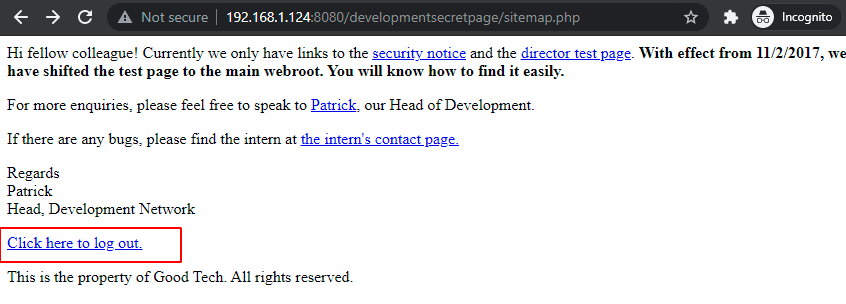 Not secure | 192.168.1.124:8080/developmentsecretpage/sitemap.php Incognito
Hi fellow colleague! Currently we only have links to the security notice and the director test page. With effect from 11/2/2017, we
have shifted the test page to the main webroot. You will know how to find it easily.
For more enquiries, please feel free to speak to Patrick, our Head of Development.
If there are any bugs, please find the intern at the intern's contact page.
Regards
Patrick
Head, Development Network
Click here to log out.
This is the property of Good Tech. All rights reserved.